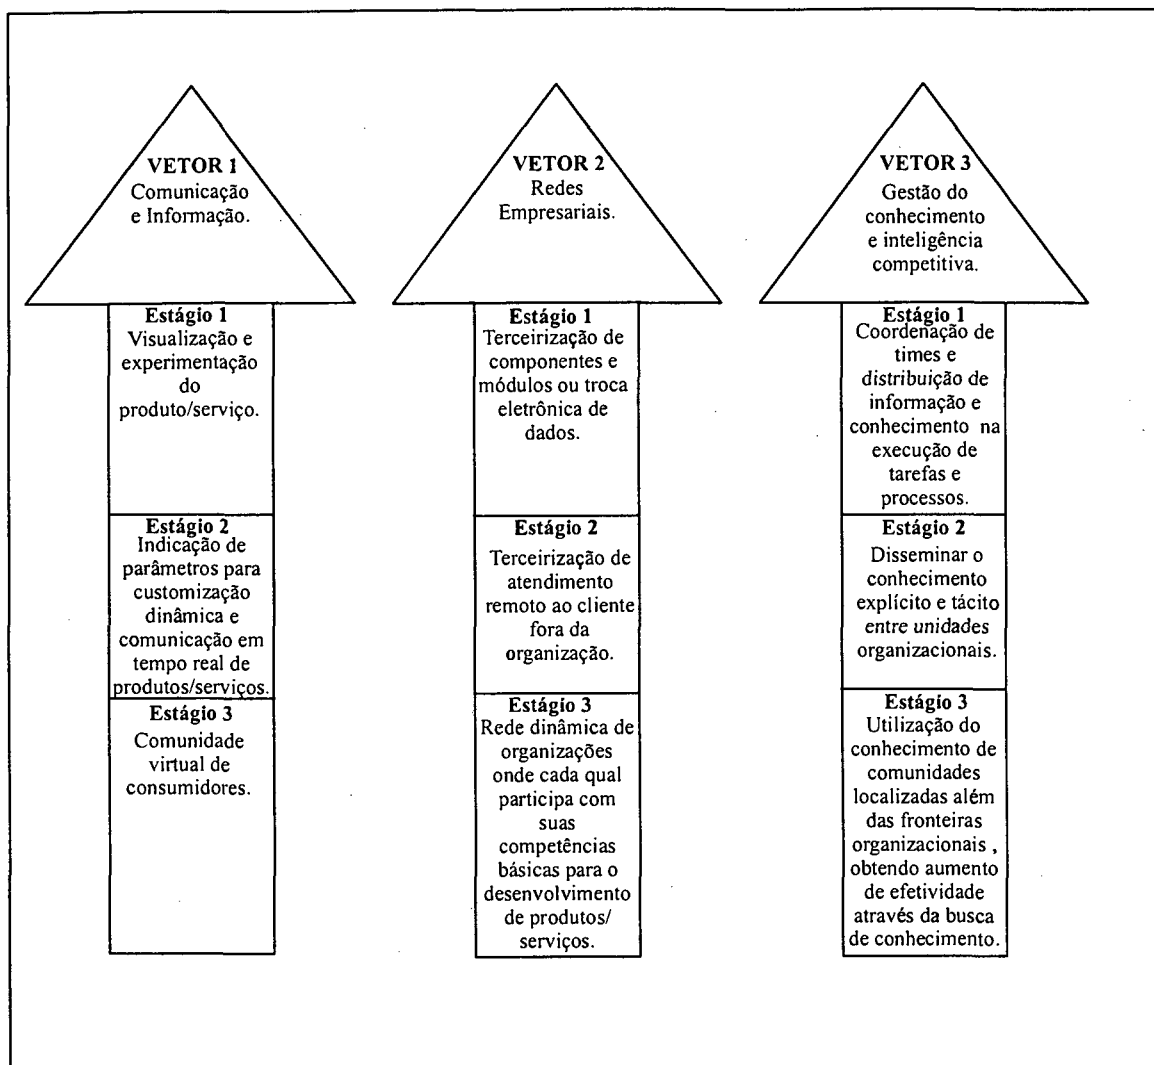 VETOR 1
Comunicação
e Informação.
Estágio 1
Visualização e
experimentação
do
produto/serviço.
Estágio 2
Indicação de
parâmetros para
customização
dinâmica e
comunicação em
tempo real de
produtos/serviços.
Estágio 3
Comunidade
virtual de
consumidores.
VETOR 2
Redes
Empresariais.
Estágio 1
Terceirização de
componentes e
módulos ou troca
eletrônica de
dados.
Estágio 2
Terceirização de
atendimento
remoto ao cliente
fora da
organização.
Estágio 3
Rede dinâmica de
organizações
onde cada qual
participa com
suas
competências
básicas para o
desenvolvimento
de produtos/
serviços.
VETOR 3
Gestão do
conhecimento
e inteligência
competitiva.
Estágio 1
Coordenação de
times e
distribuição de
informação e
conhecimento na
execução de
tarefas e
processos.
Estágio 2
Disseminar o
conhecimento
explícito e tácito
entre unidades
organizacionais.
Estágio 3
Utilização do
conhecimento de
comunidades
localizadas além
das fronteiras
organizacionais ,
obtendo aumento
de efetividade
através da busca
de conhecimento.